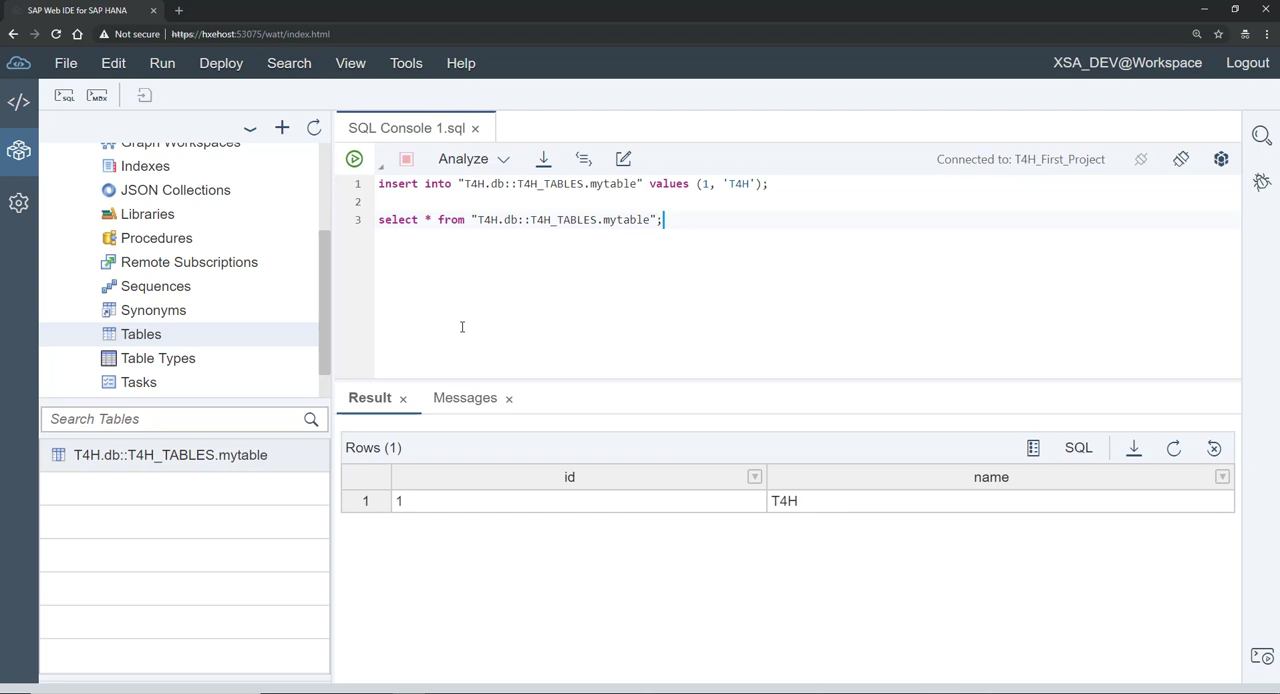 SAP Web IDE for SAP HANA
Not secure | https://hxehost:53075/watt/index.html
File Edit Run Deploy Search View Tools Help XSA_DEV@Workspace Logout
SQL MDX
Graph Workspaces
Indexes
JSON Collections
Libraries
Procedures
Remote Subscriptions
Sequences
Synonyms
Tables
Table Types
Tasks
Search Tables
T4H.db::T4H_TABLES.mytable
SQL Console 1.sql
Analyze Connected to: T4H_First_Project
1 insert into "T4H.db::T4H_TABLES.mytable" values (1, 'T4H');
2
3 select * from "T4H.db::T4H_TABLES.mytable";
Result Messages
Rows (1) SQL
id name
1 1 T4H